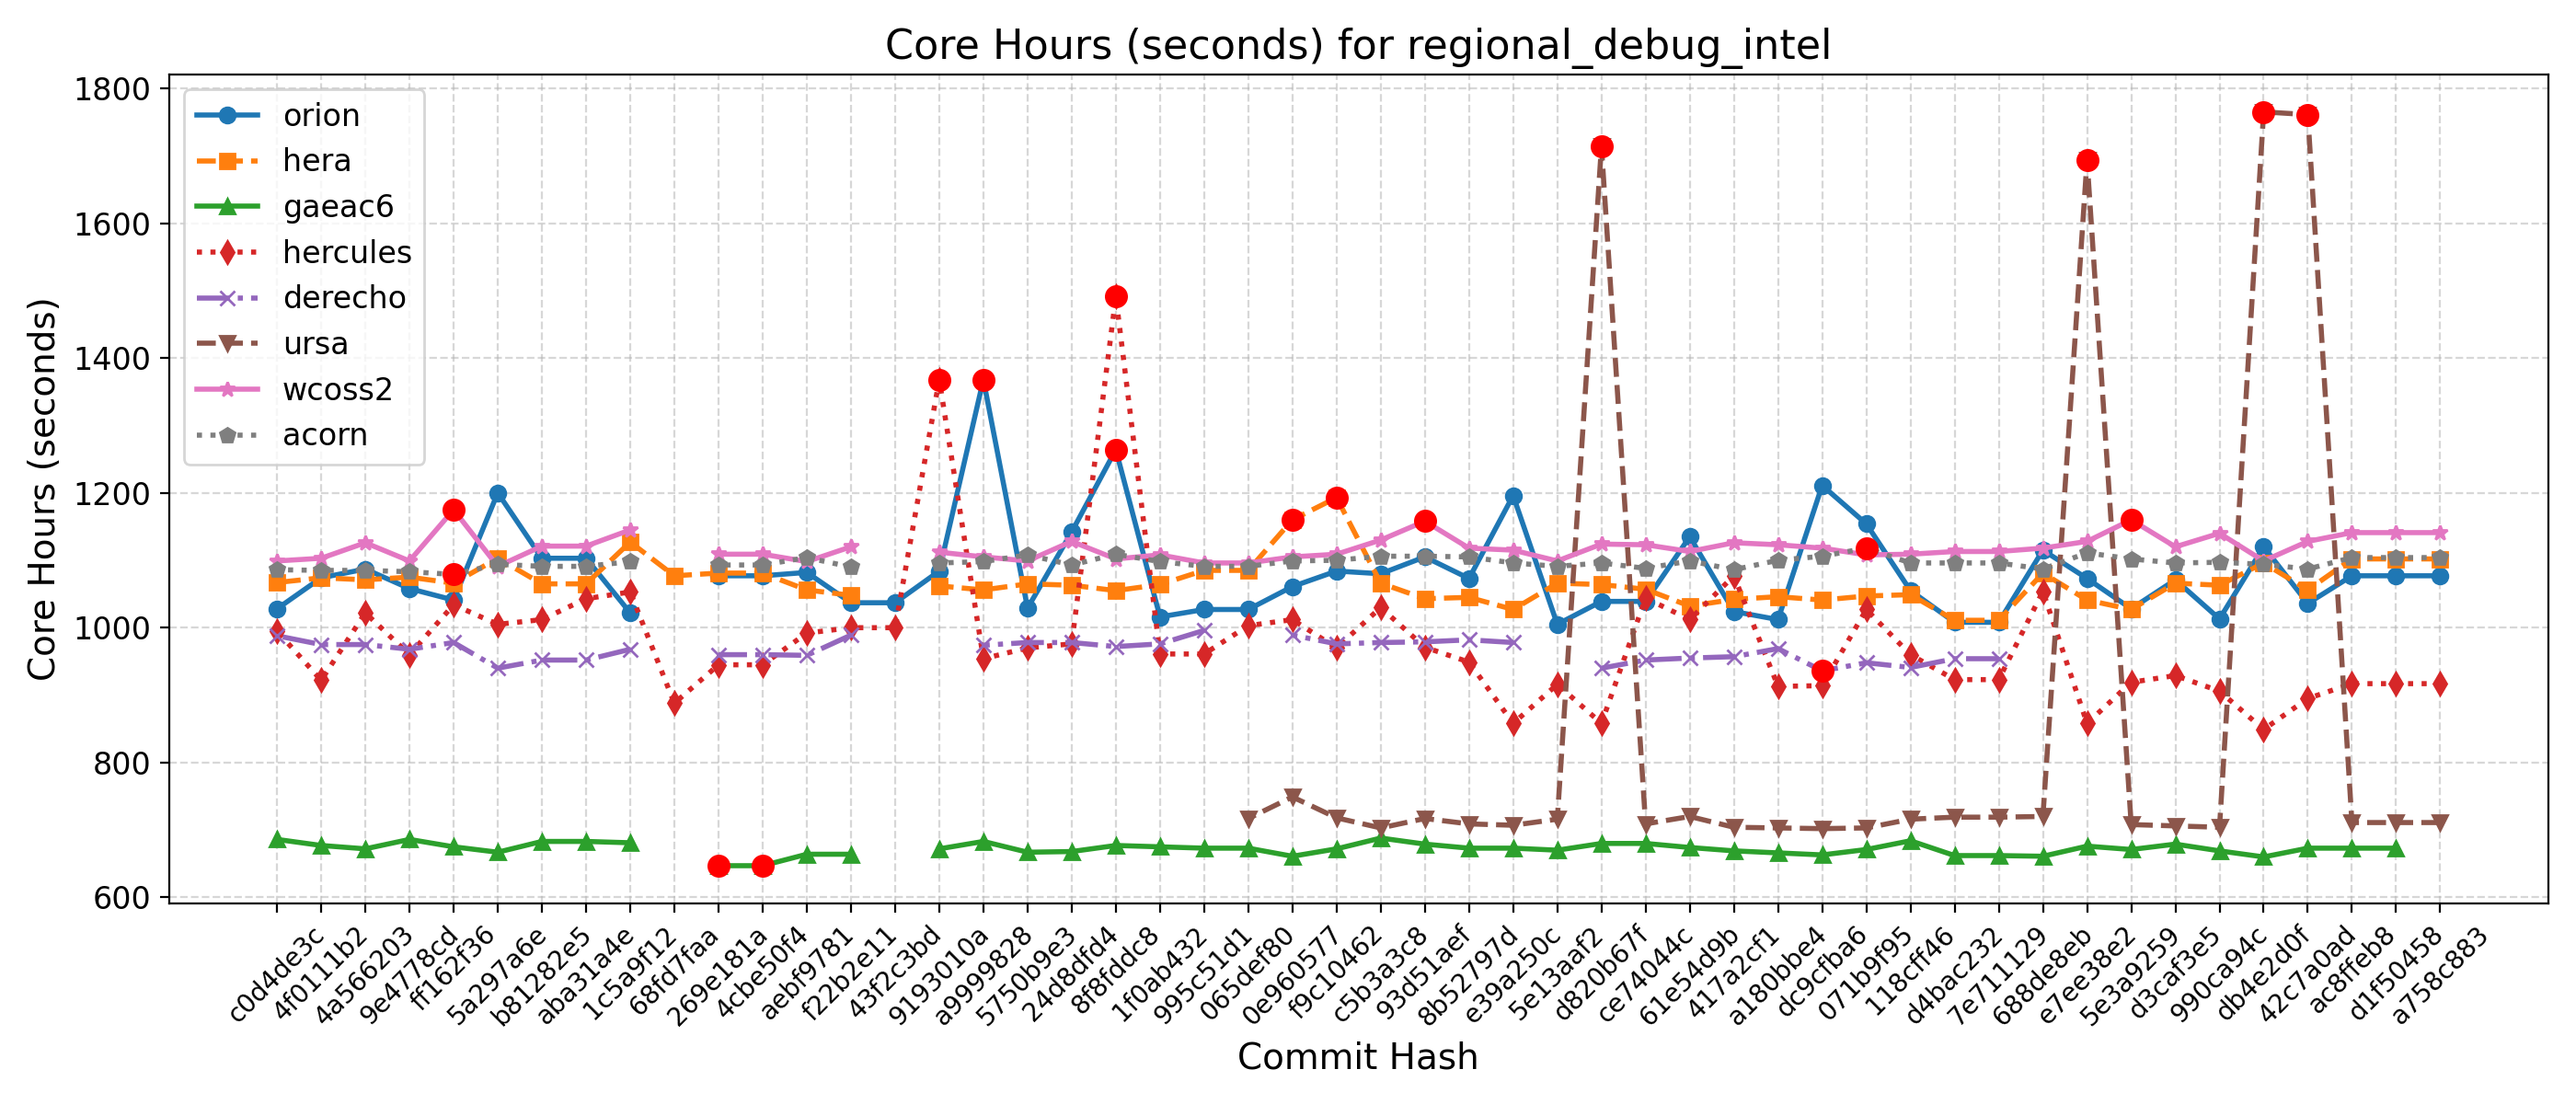 Core Hours (seconds) for regional_debug_intel
Core Hours (seconds)
1800
1600
1400
1200
1000
800
600
orion
hera
gaeac6
hercules
derecho
ursa
wcoss2
acorn
c0d4de3c
4f0111b2
4a566203
9e4778cd
ff162f36
5a297a6e
b81282e5
aba31a4e
1c5a9f12
68fd7faa
269e181a
4cbe50f4
aebf9781
f22b2e11
43f2c3bd
9193010a
a9999828
5750b9e3
24d8dfd4
8f8fddc8
1f0ab432
995c51d1
065def80
0e960577
f9c10462
c5b3a3c8
93d51aef
8b52797d
e39a250c
5e13aaf2
d820b67f
ce74044c
61e54d9b
417a2cf1
a180bbe4
dc9cfba6
071b9f95
118cff46
d4bac232
7e711129
688de8eb
e7ee38e2
5e3a9259
d3caf3e5
990ca94c
db4e2d0f
42c7a0ad
ac8ffeb8
d1f50458
a758c883
Commit Hash